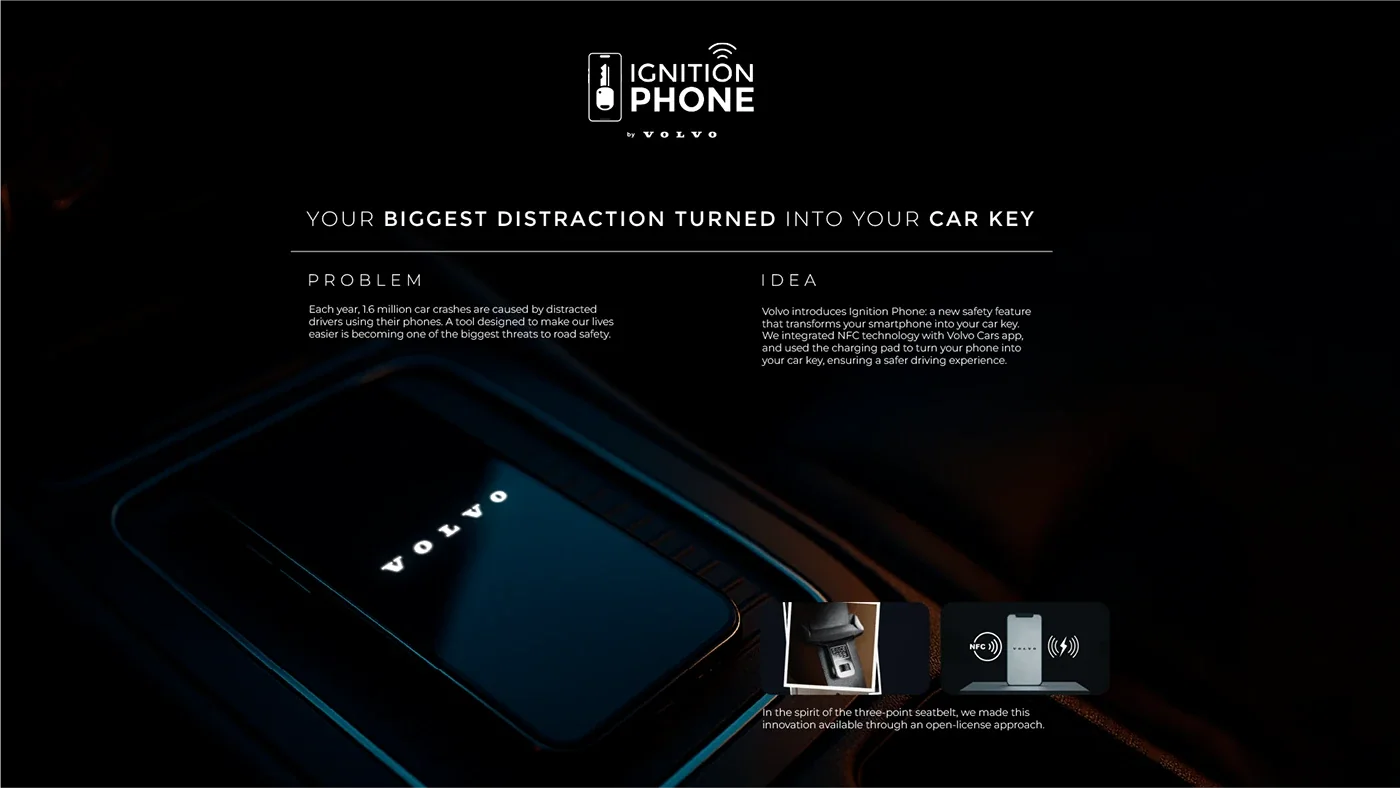 IGNITION
PHONE
by VOLVO
YOUR BIGGEST DISTRACTION TURNED INTO YOUR CAR KEY
PROBLEM
Each year, 1.6 million car crashes are caused by distracted
drivers using their phones. A tool designed to make our lives
easier is becoming one of the biggest threats to road safety.
IDEA
Volvo introduces Ignition Phone: a new safety feature
that transforms your smartphone into your car key.
We integrated NFC technology with Volvo Cars app,
and used the charging pad to turn your phone into
your car key, ensuring a safer driving experience.
VOLVO
NFC
VOLVO
In the spirit of the three-point seatbelt, we made this
innovation available through an open-license approach.